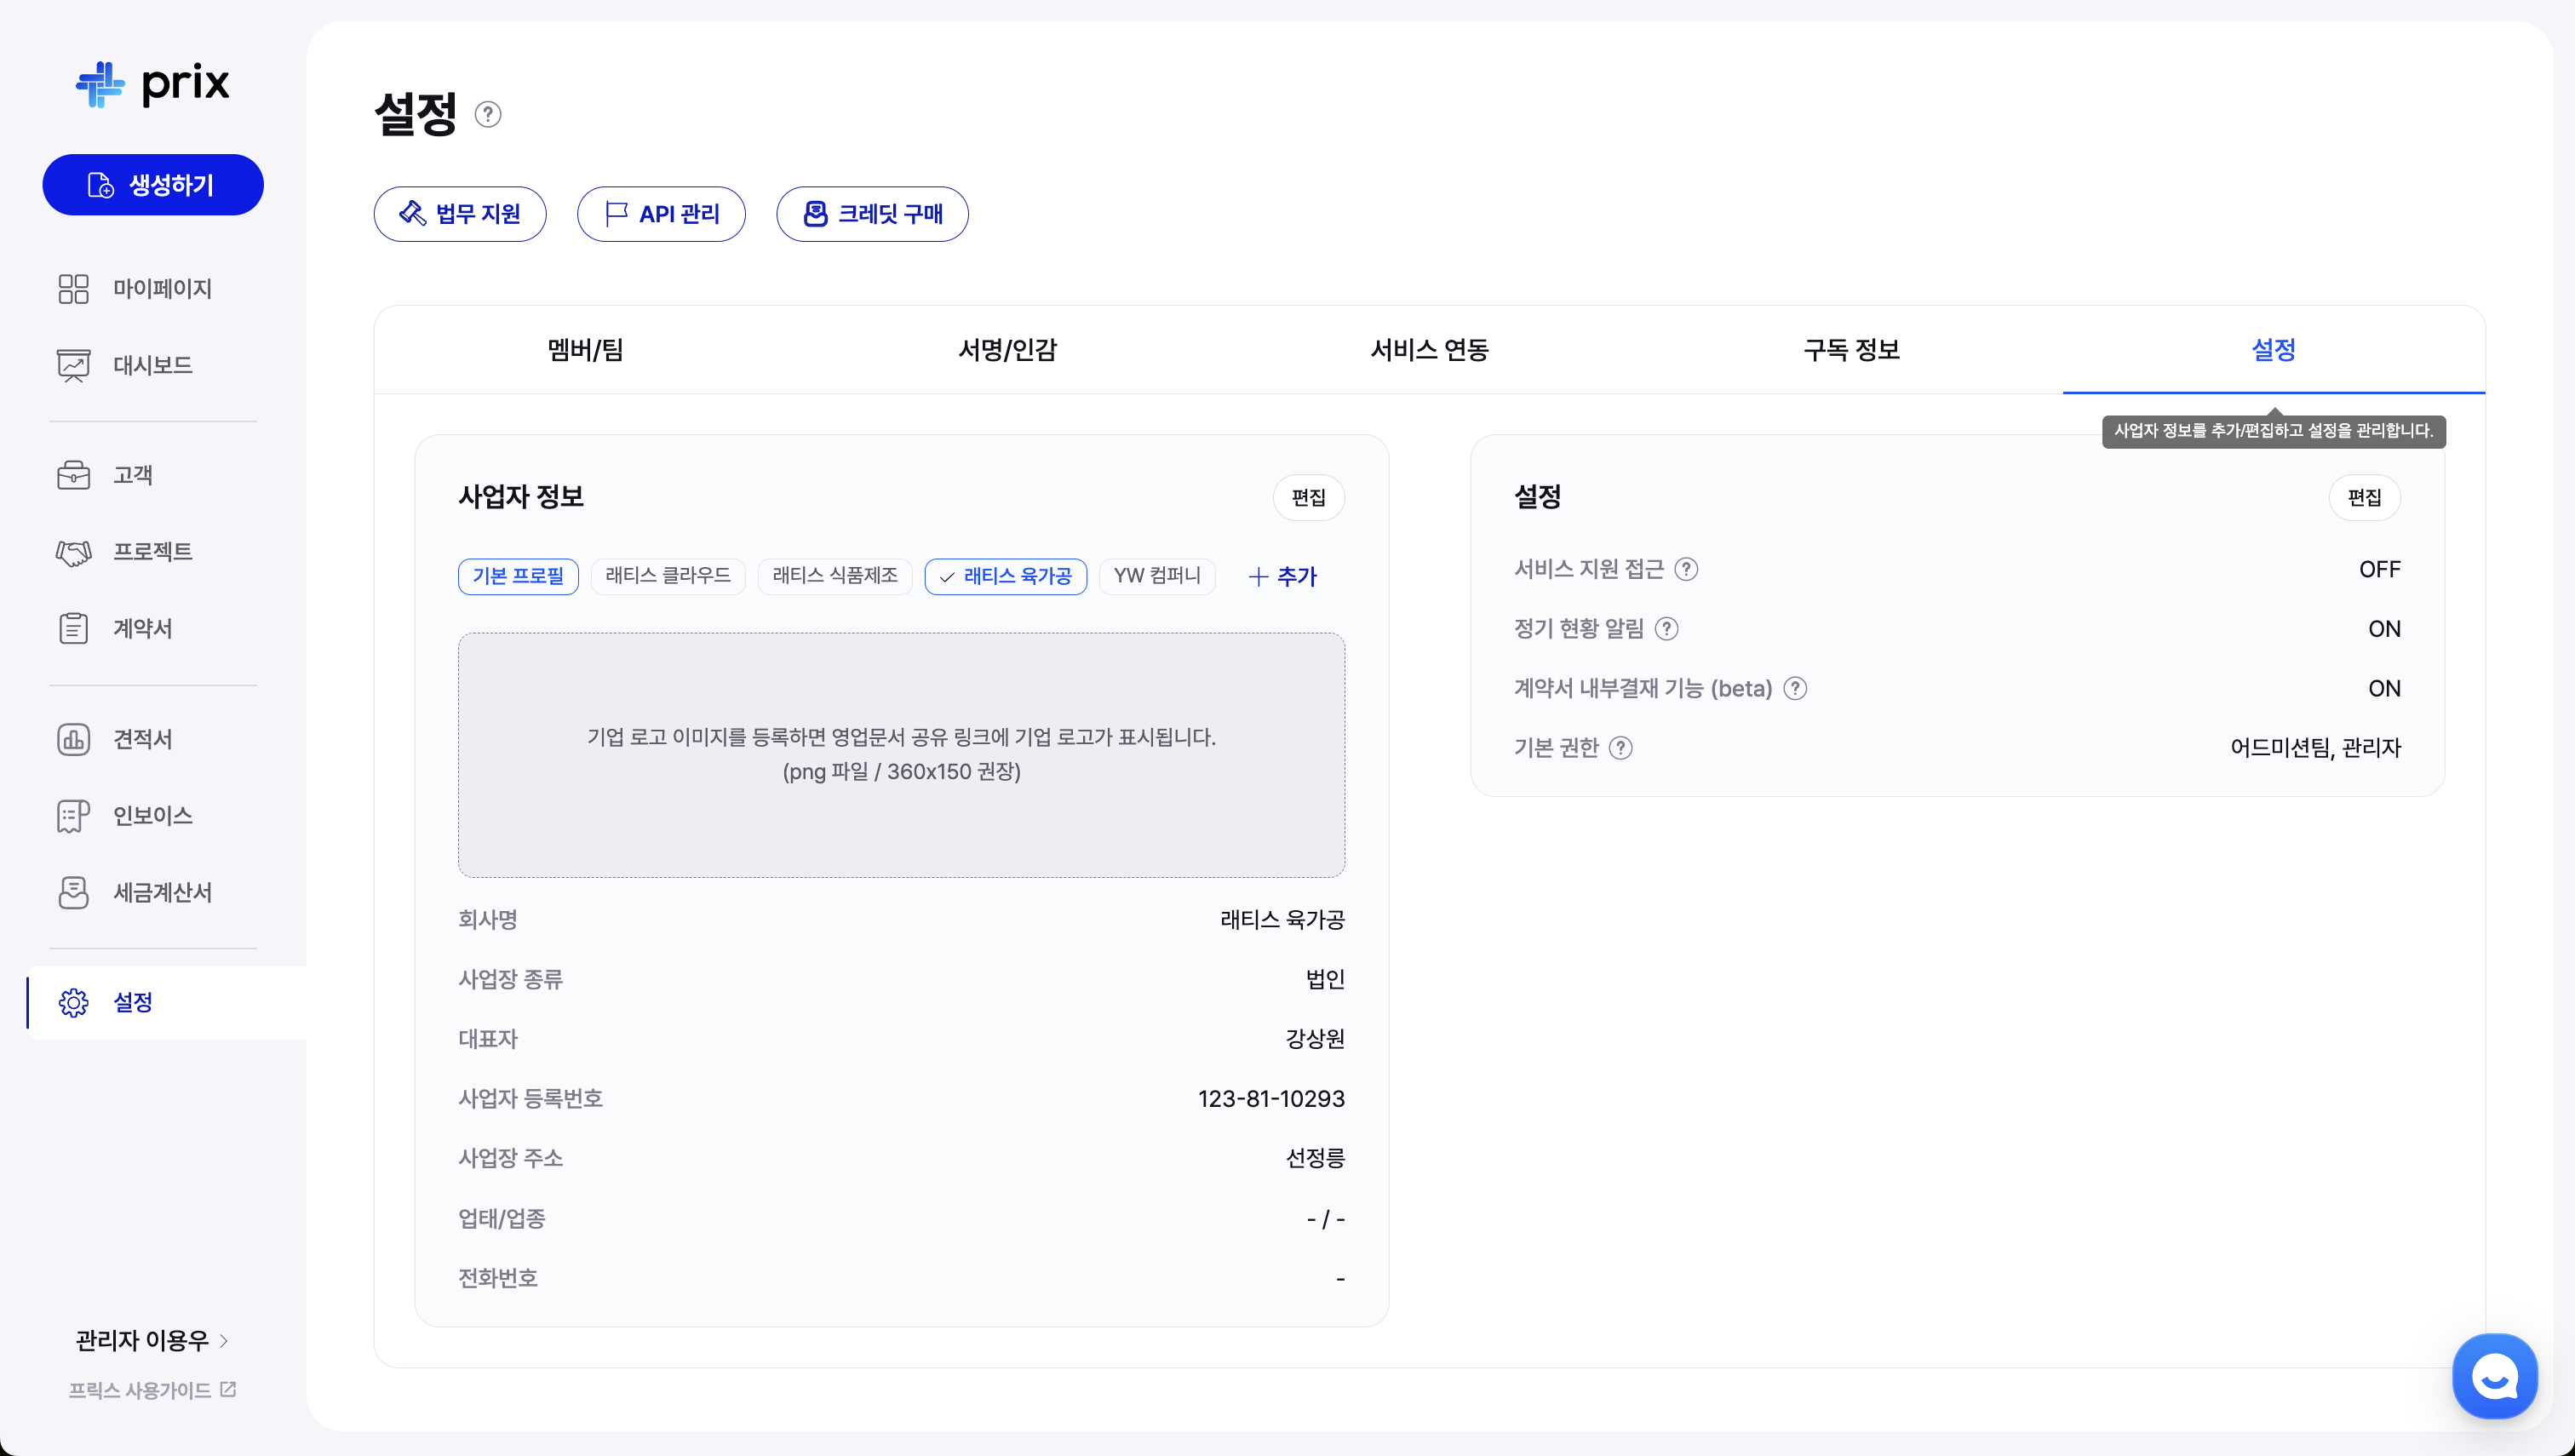 prix
생성하기
마이페이지
대시보드
고객
프로젝트
계약서
견적서
인보이스
세금계산서
설정
관리자 이용우
프릭스 사용가이드
설정 ?
법무 지원
API 관리
크레딧 구매
멤버/팀
서명/인감
서비스 연동
구독 정보
설정
사업자 정보를 추가/편집하고 설정을 관리합니다.
사업자 정보
편집
기본 프로필
래티스 클라우드
래티스 식품제조
래티스 육가공
YW 컴퍼니
추가
기업 로고 이미지를 등록하면 영업문서 공유 링크에 기업 로고가 표시됩니다.
(png 파일 / 360x150 권장)
회사명 래티스 육가공
사업장 종류 법인
대표자 강상원
사업자 등록번호 123-81-10293
사업장 주소 선정릉
업태/업종 - / -
전화번호 -
설정
편집
서비스 지원 접근 ? OFF
정기 현황 알림 ? ON
계약서 내부결재 기능 (beta) ? ON
기본 권한 ? 어드미션팀, 관리자